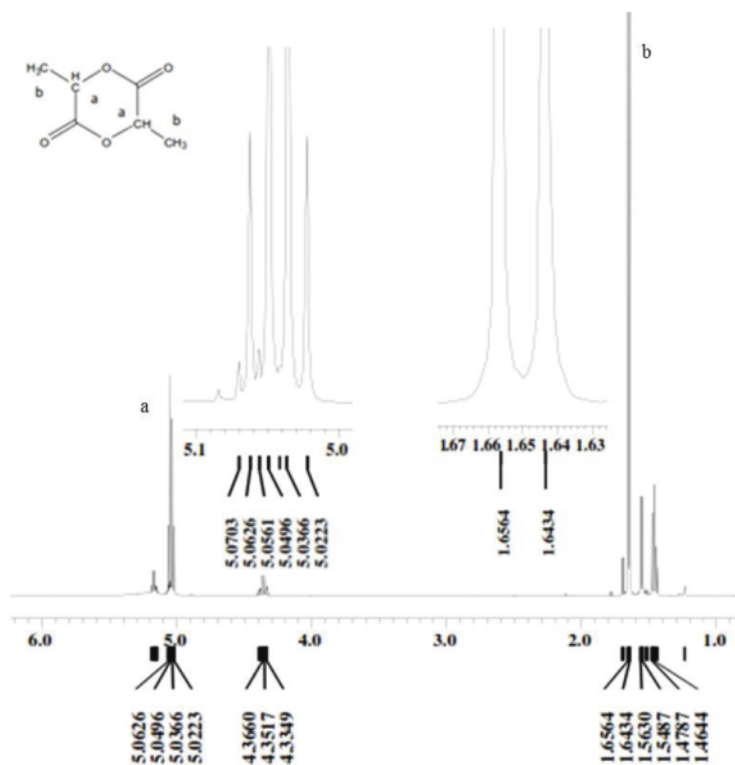 H₃C
H
C
O
O
b
a
a
b
CH
O
O
CH₃
b
a
5.1
5.0
1.67
1.66
1.65
1.64
1.63
5.0703
5.0626
5.0561
5.0496
5.0366
5.0223
1.6564
1.6434
6.0
5.0
4.0
3.0
2.0
1.0
5.0626
5.0496
5.0366
5.0223
4.3660
4.3517
4.3349
1.6564
1.6434
1.5630
1.5487
1.4787
1.4644